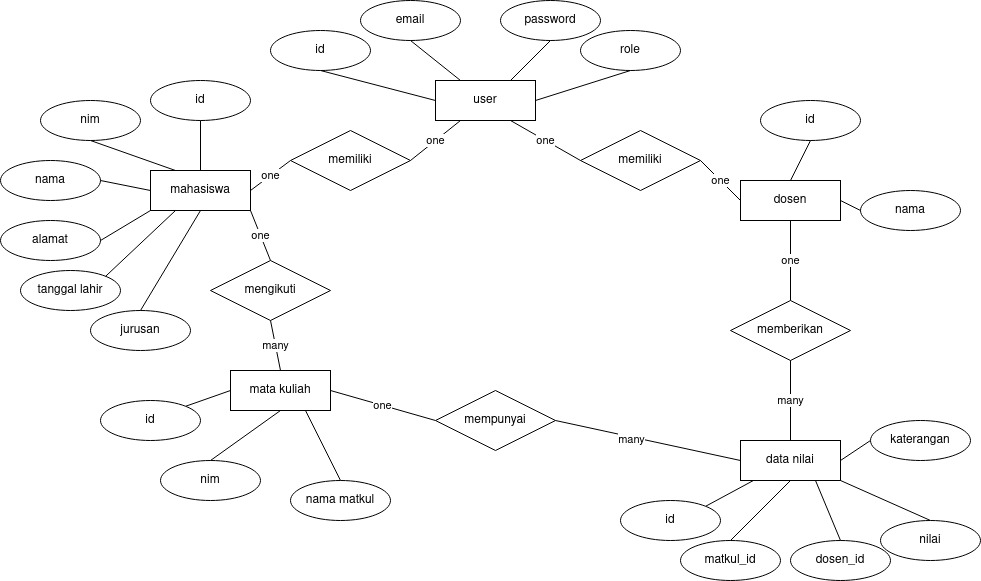 email
password
id
role
user
id
nim
id
one
one
memiliki
memiliki
one
one
nama
mahasiswa
dosen
nama
alamat
one
one
tanggal lahir
mengikuti
jurusan
memberikan
many
mata kuliah
one
many
id
mempunyai
many
katerangan
data nilai
nim
nama matkul
id
nilai
matkul_id
dosen_id